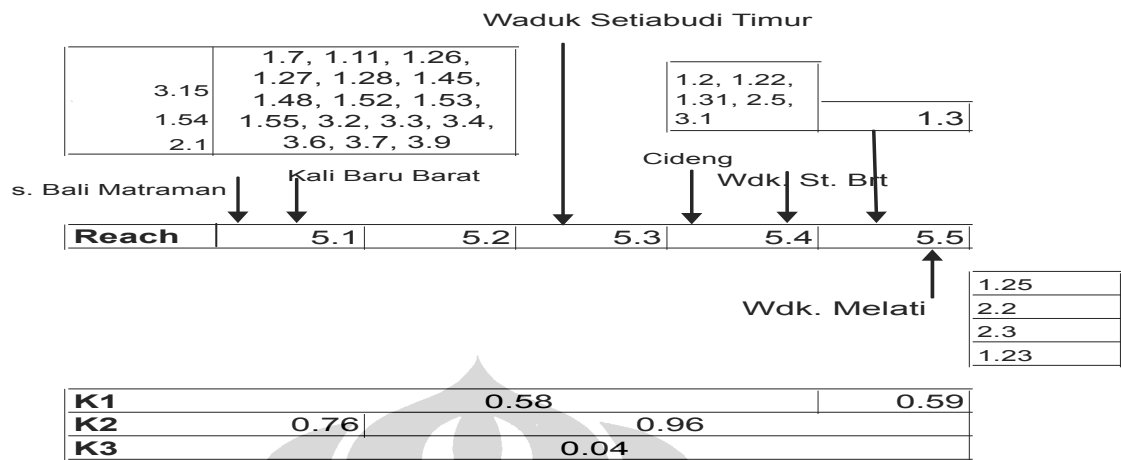 Waduk Setiabudi Timur
3.15
1.54
2.1
1.7, 1.11, 1.26,
1.27, 1.28, 1.45,
1.48, 1.52, 1.53,
1.55, 3.2, 3.3, 3.4,
3.6, 3.7, 3.9
1.2, 1.22,
1.31, 2.5,
3.1
1.3
s. Bali Matraman
Kali Baru Barat
Cideng
Wdk. St. Brt
Reach 5.1 5.2 5.3 5.4 5.5
Wdk. Melati
1.25
2.2
2.3
1.23
K1 0.58 0.59
K2 0.76 0.96
K3 0.04